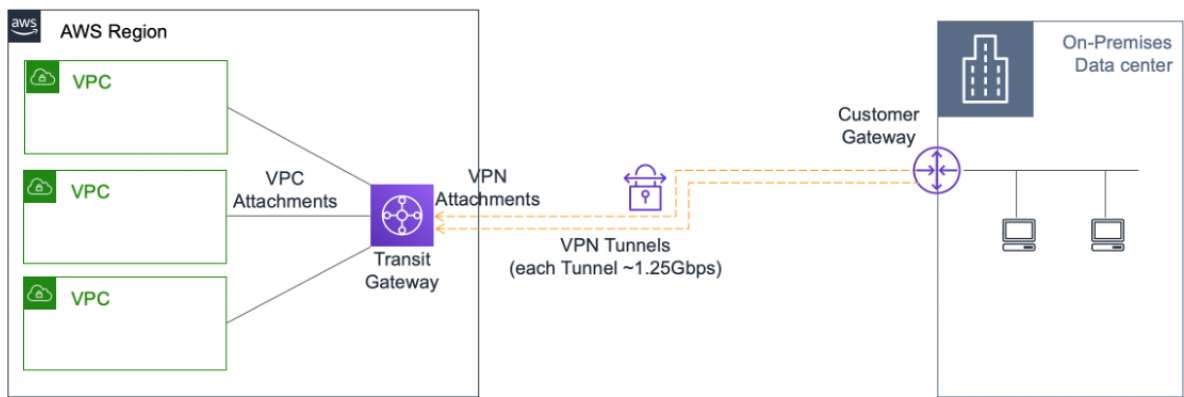 aws
AWS Region
VPC
VPC
VPC
VPC
Attachments
Transit
Gateway
VPN
Attachments
VPN Tunnels
(each Tunnel ~1.25Gbps)
Customer
Gateway
On-Premises
Data center